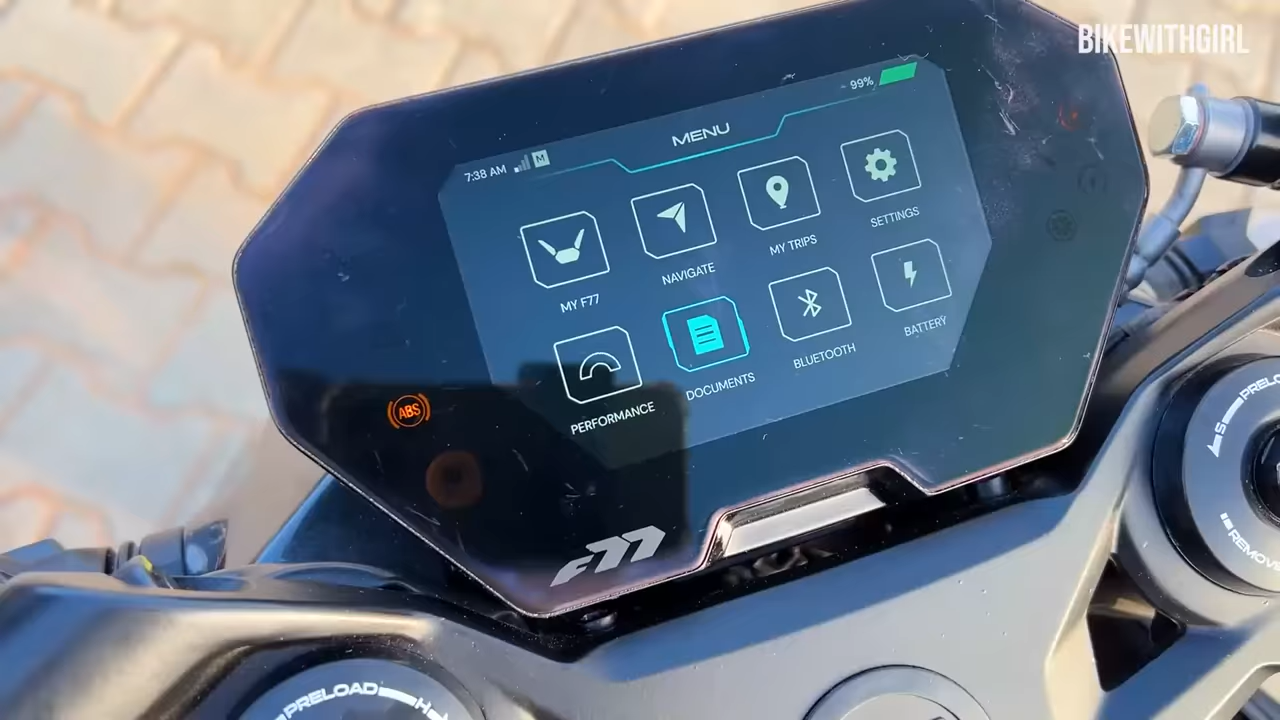 BIKEWITHGIRL
99%
MENU
7:38 AM
M
MY F77
NAVIGATE
MY TRIPS
SETTINGS
PERFORMANCE
DOCUMENTS
BLUETOOTH
BATTERY
ABS
F77
PRELOAD
H
S
REMOVE